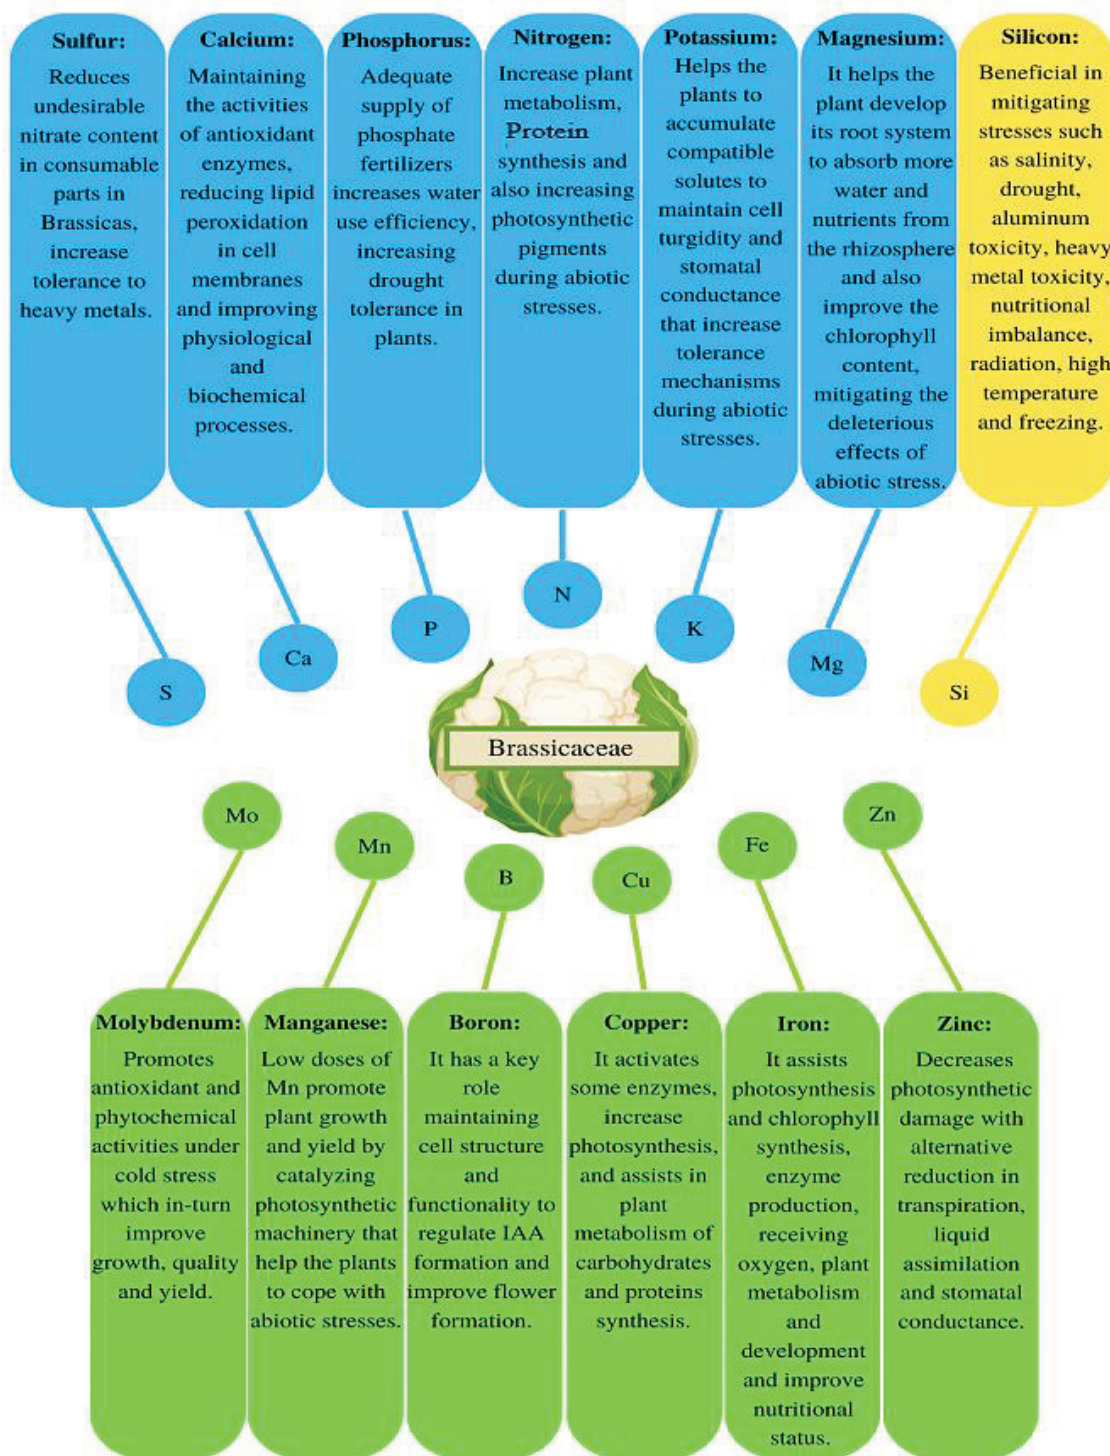 Sulfur:
Reduces
undesirable
nitrate content
in consumable
parts in
Brassicas,
increase
tolerance to
heavy metals.
Calcium:
Maintaining
the activities
of antioxidant
enzymes,
reducing lipid
peroxidation
in cell
membranes
and improving
physiological
and
biochemical
processes.
Phosphorus:
Adequate
supply of
phosphate
fertilizers
increases water
use efficiency,
increasing
drought
tolerance in
plants.
Nitrogen:
Increase plant
metabolism,
Protein
synthesis and
also increasing
photosynthetic
pigments
during abiotic
stresses.
Potassium:
Helps the
plants to
accumulate
compatible
solutes to
maintain cell
turgidity and
stomatal
conductance
that increase
tolerance
mechanisms
during abiotic
stresses.
Magnesium:
It helps the
plant develop
its root system
to absorb more
water and
nutrients from
the rhizosphere
and also
improve the
chlorophyll
content,
mitigating the
deleterious
effects of
abiotic stress.
Silicon:
Beneficial in
mitigating
stresses such
as salinity,
drought,
aluminum
toxicity, heavy
metal toxicity,
nutritional
imbalance,
radiation, high
temperature
and freezing.
S
Ca
P
N
K
Mg
Si
Brassicaceae
Mo
Mn
B
Cu
Fe
Zn
Molybdenum:
Promotes
antioxidant and
phytochemical
activities under
cold stress
which in-turn
improve
growth, quality
and yield.
Manganese:
Low doses of
Mn promote
plant growth
and yield by
catalyzing
photosynthetic
machinery that
help the plants
to cope with
abiotic stresses.
Boron:
It has a key
role
maintaining
cell structure
and
functionality to
regulate IAA
formation and
improve flower
formation.
Copper:
It activates
some enzymes,
increase
photosynthesis,
and assists in
plant
metabolism of
carbohydrates
and proteins
synthesis.
Iron:
It assists
photosynthesis
and chlorophyll
synthesis,
enzyme
production,
receiving
oxygen, plant
metabolism
and
development
and improve
nutritional
status.
Zinc:
Decreases
photosynthetic
damage with
alternative
reduction in
transpiration,
liquid
assimilation
and stomatal
conductance.